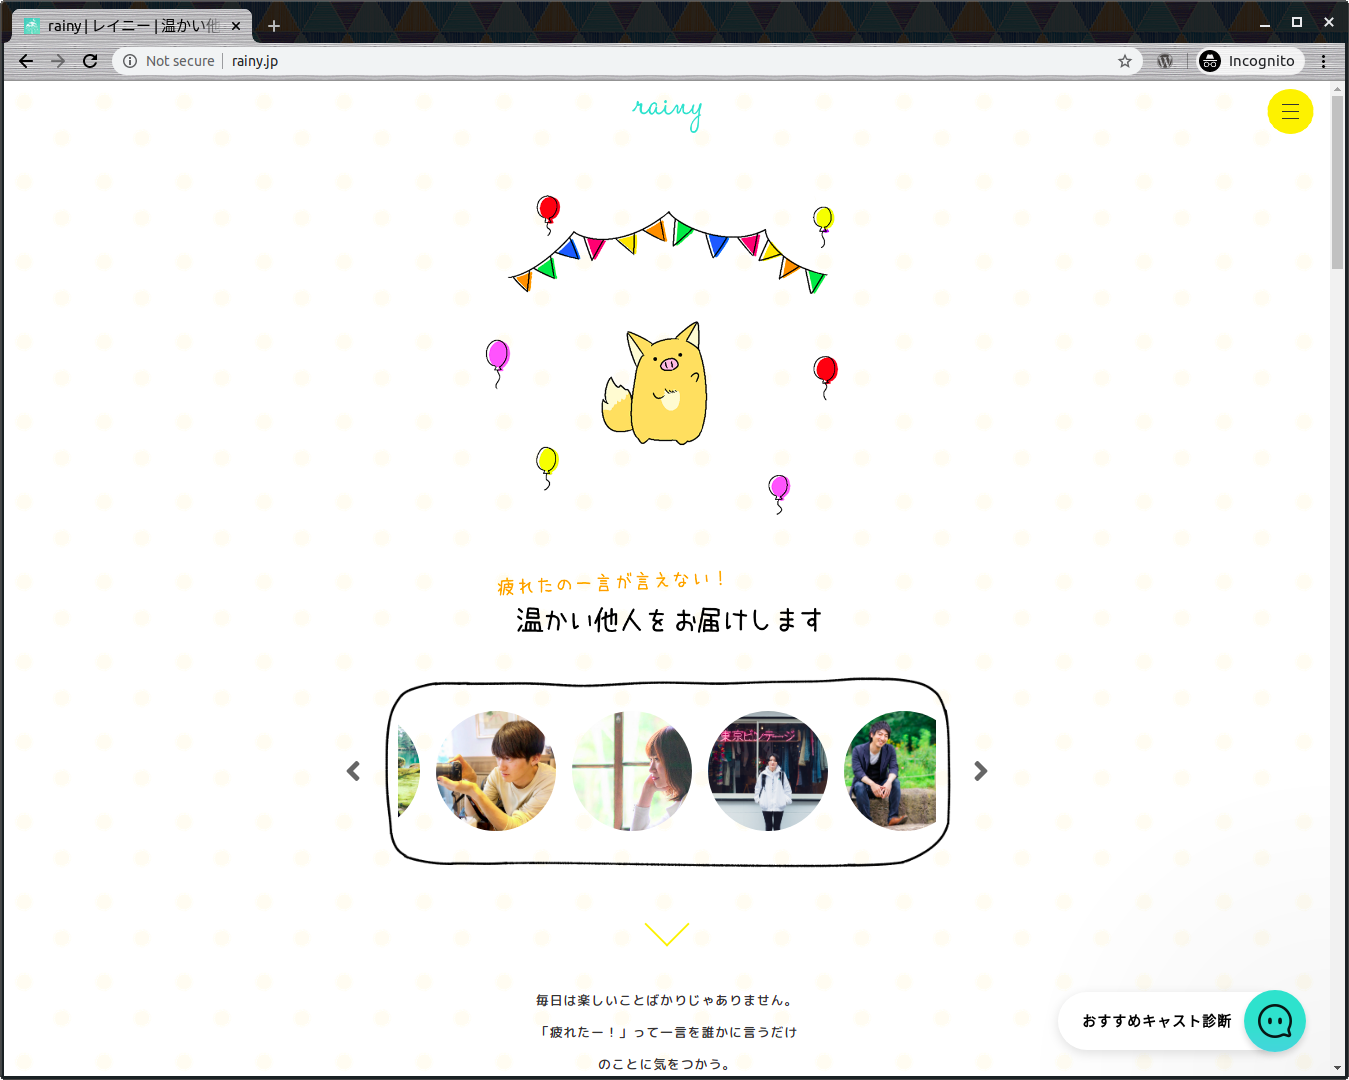 rainy | レイニー | 温かい他
Not secure
rainy.jp
Incognito
rainy
疲れたの一言が言えない！
温かい他人をお届けします
東京ビンテージ
毎日は楽しいことばかりじゃありません。
「疲れたー！」って一言を誰かに言うだけ
のことに気をつかう。
おすすめキャスト診断